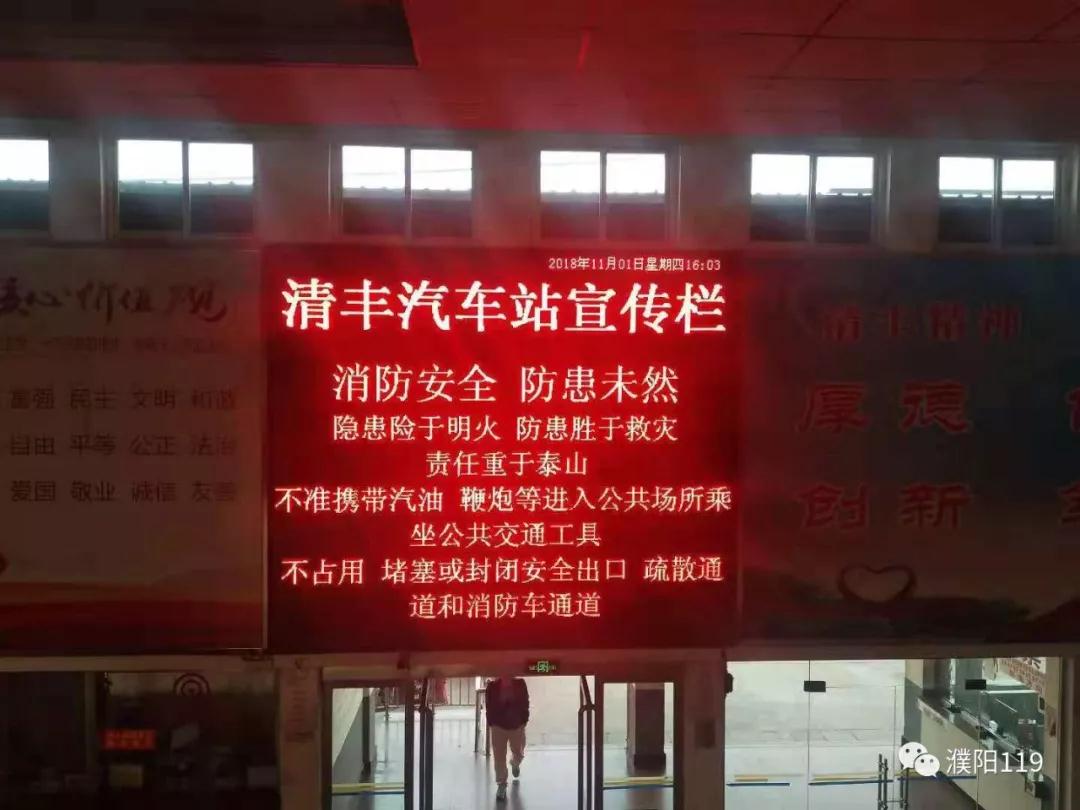 2018年11月01日星期四16:03
清丰汽车站宣传栏
消防安全 防患未然
隐患险于明火 防患胜于救灾
责任重于泰山
不准携带汽油 鞭炮等进入公共场所乘
坐公共交通工具
不占用 堵塞或封闭安全出口 疏散通
道和消防车通道
心价值观
富强 民主 文明 和谐
自由 平等 公正 法治
爱国 敬业 诚信 友善
清丰精神
厚德
创新
濮阳119